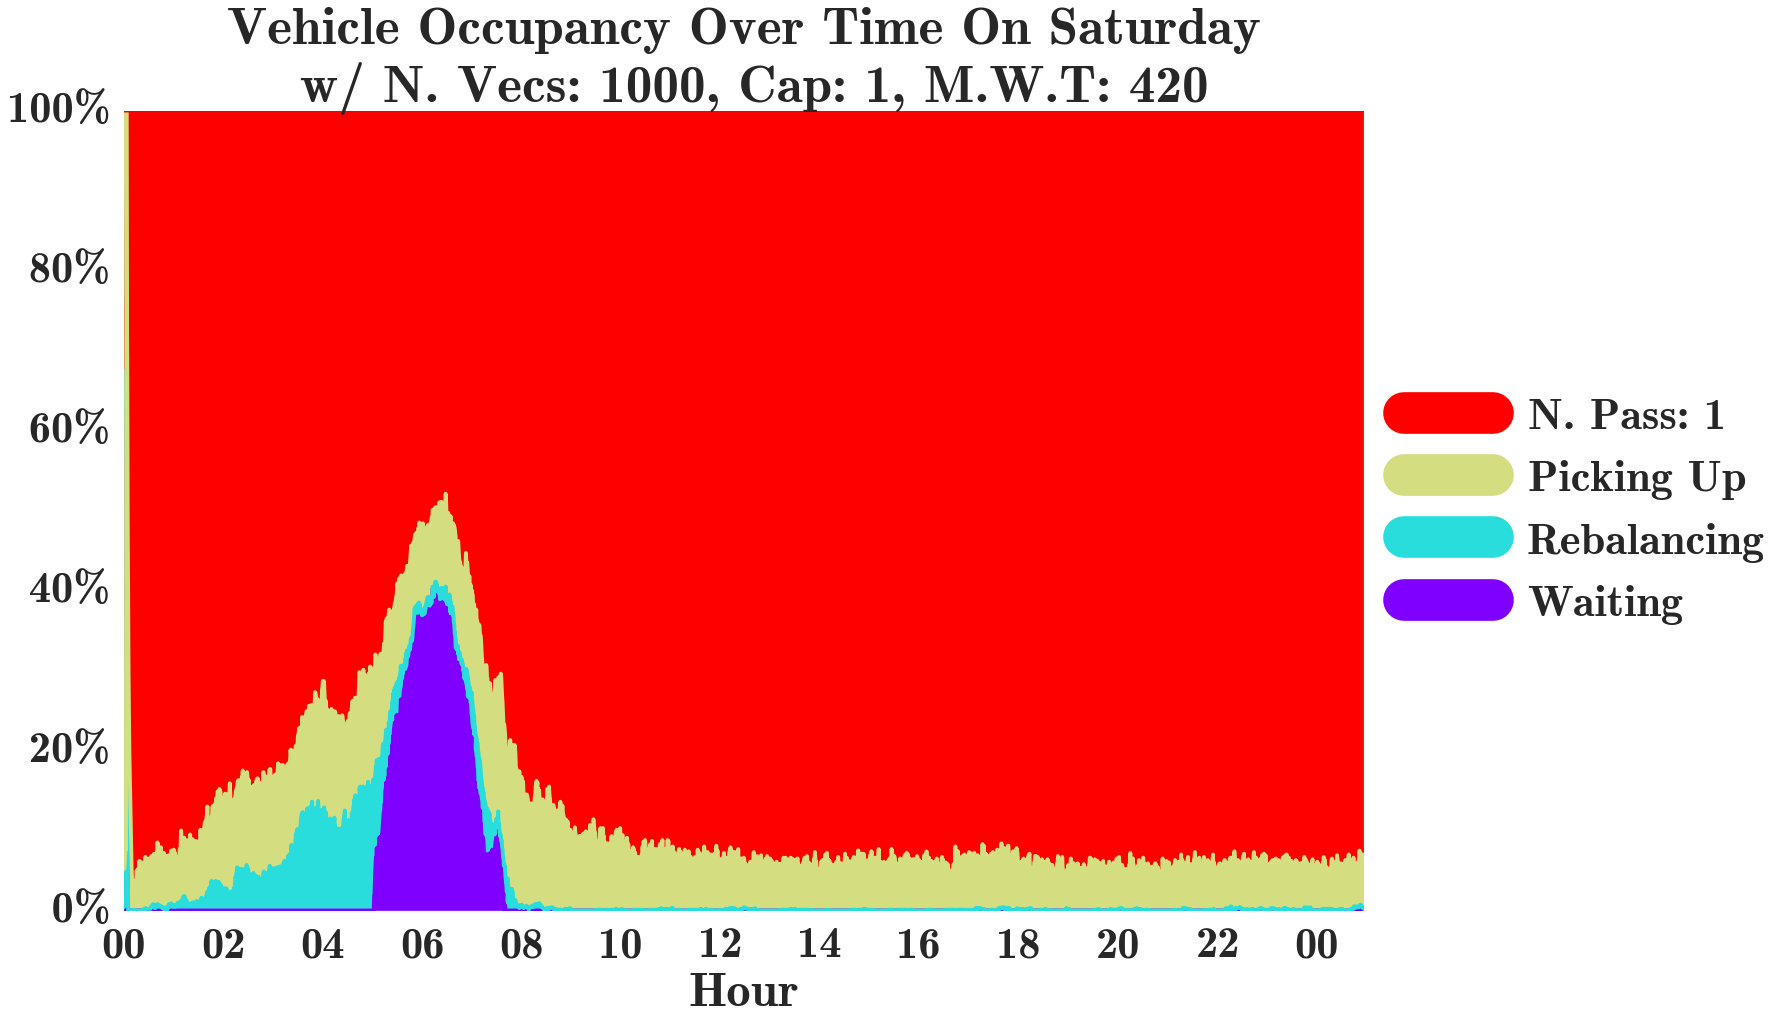 Vehicle Occupancy Over Time On Saturday
w/ N. Vecs: 1000, Cap: 1, M.W.T: 420
100%
80%
60%
40%
20%
0%
00 02 04 06 08 10 12 14 16 18 20 22 00
Hour
N. Pass: 1
Picking Up
Rebalancing
Waiting